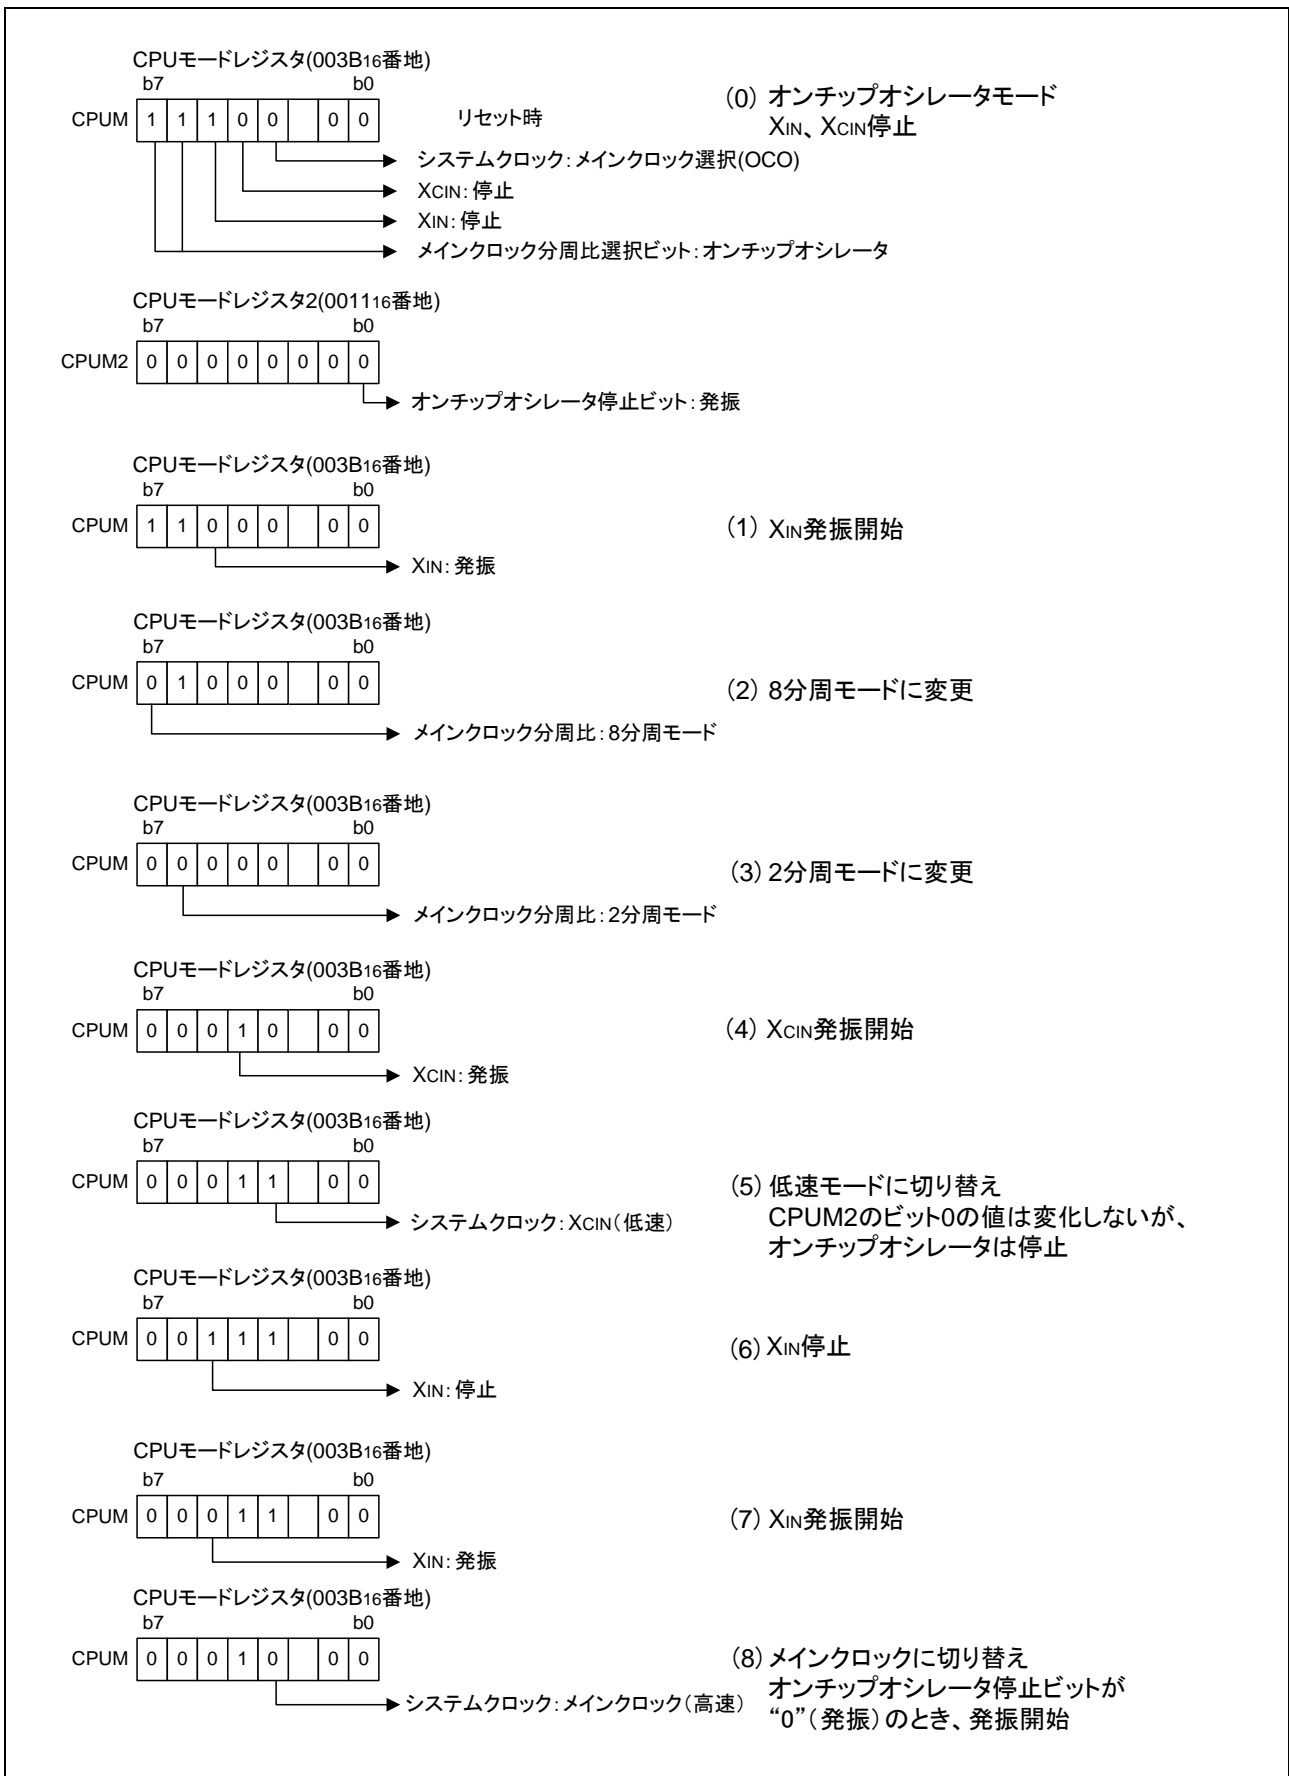 CPUモードレジスタ(003B16番地)
b7 b0
CPUM 1 1 1 0 0 0 0
リセット時
(0) オンチップオシレータモード
XIN、XCIN停止
システムクロック:メインクロック選択(OCO)
XCIN:停止
XIN:停止
メインクロック分周比選択ビット:オンチップオシレータ
CPUモードレジスタ2(001116番地)
b7 b0
CPUM2 0 0 0 0 0 0 0 0
オンチップオシレータ停止ビット:発振
CPUモードレジスタ(003B16番地)
b7 b0
CPUM 1 1 0 0 0 0 0
(1) XIN発振開始
XIN:発振
CPUモードレジスタ(003B16番地)
b7 b0
CPUM 0 1 0 0 0 0 0
(2) 8分周モードに変更
メインクロック分周比:8分周モード
CPUモードレジスタ(003B16番地)
b7 b0
CPUM 0 0 0 0 0 0 0
(3) 2分周モードに変更
メインクロック分周比:2分周モード
CPUモードレジスタ(003B16番地)
b7 b0
CPUM 0 0 0 1 0 0 0
(4) XCIN発振開始
XCIN:発振
CPUモードレジスタ(003B16番地)
b7 b0
CPUM 0 0 0 1 1 0 0
(5) 低速モードに切り替え
CPUM2のビット0の値は変化しないが、
オンチップオシレータは停止
システムクロック:XCIN(低速)
CPUモードレジスタ(003B16番地)
b7 b0
CPUM 0 0 1 1 1 0 0
(6) XIN停止
XIN:停止
CPUモードレジスタ(003B16番地)
b7 b0
CPUM 0 0 0 1 1 0 0
(7) XIN発振開始
XIN:発振
CPUモードレジスタ(003B16番地)
b7 b0
CPUM 0 0 0 1 0 0 0
(8) メインクロックに切り替え
オンチップオシレータ停止ビットが
“0”(発振)のとき、発振開始
システムクロック:メインクロック(高速)